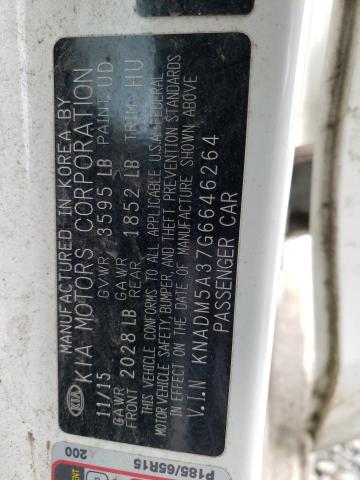 MANUFACTURED IN KOREA BY
KIA MOTORS CORPORATION
KIA
11/15 GVWR 3595 LB PAINT UD
GAWR FRONT 2028 LB GAWR REAR 1852 LB TRIM HU
THIS VEHICLE CONFORMS TO ALL APPLICABLE U.S.A FEDERAL
MOTOR VEHICLE SAFETY, BUMPER, AND THEFT PREVENTION STANDARDS
IN EFFECT ON THE DATE OF MANUFACTURE SHOWN ABOVE
V.I.N KNADM5A37G6646264
PASSENGER CAR
200
P185/65R15